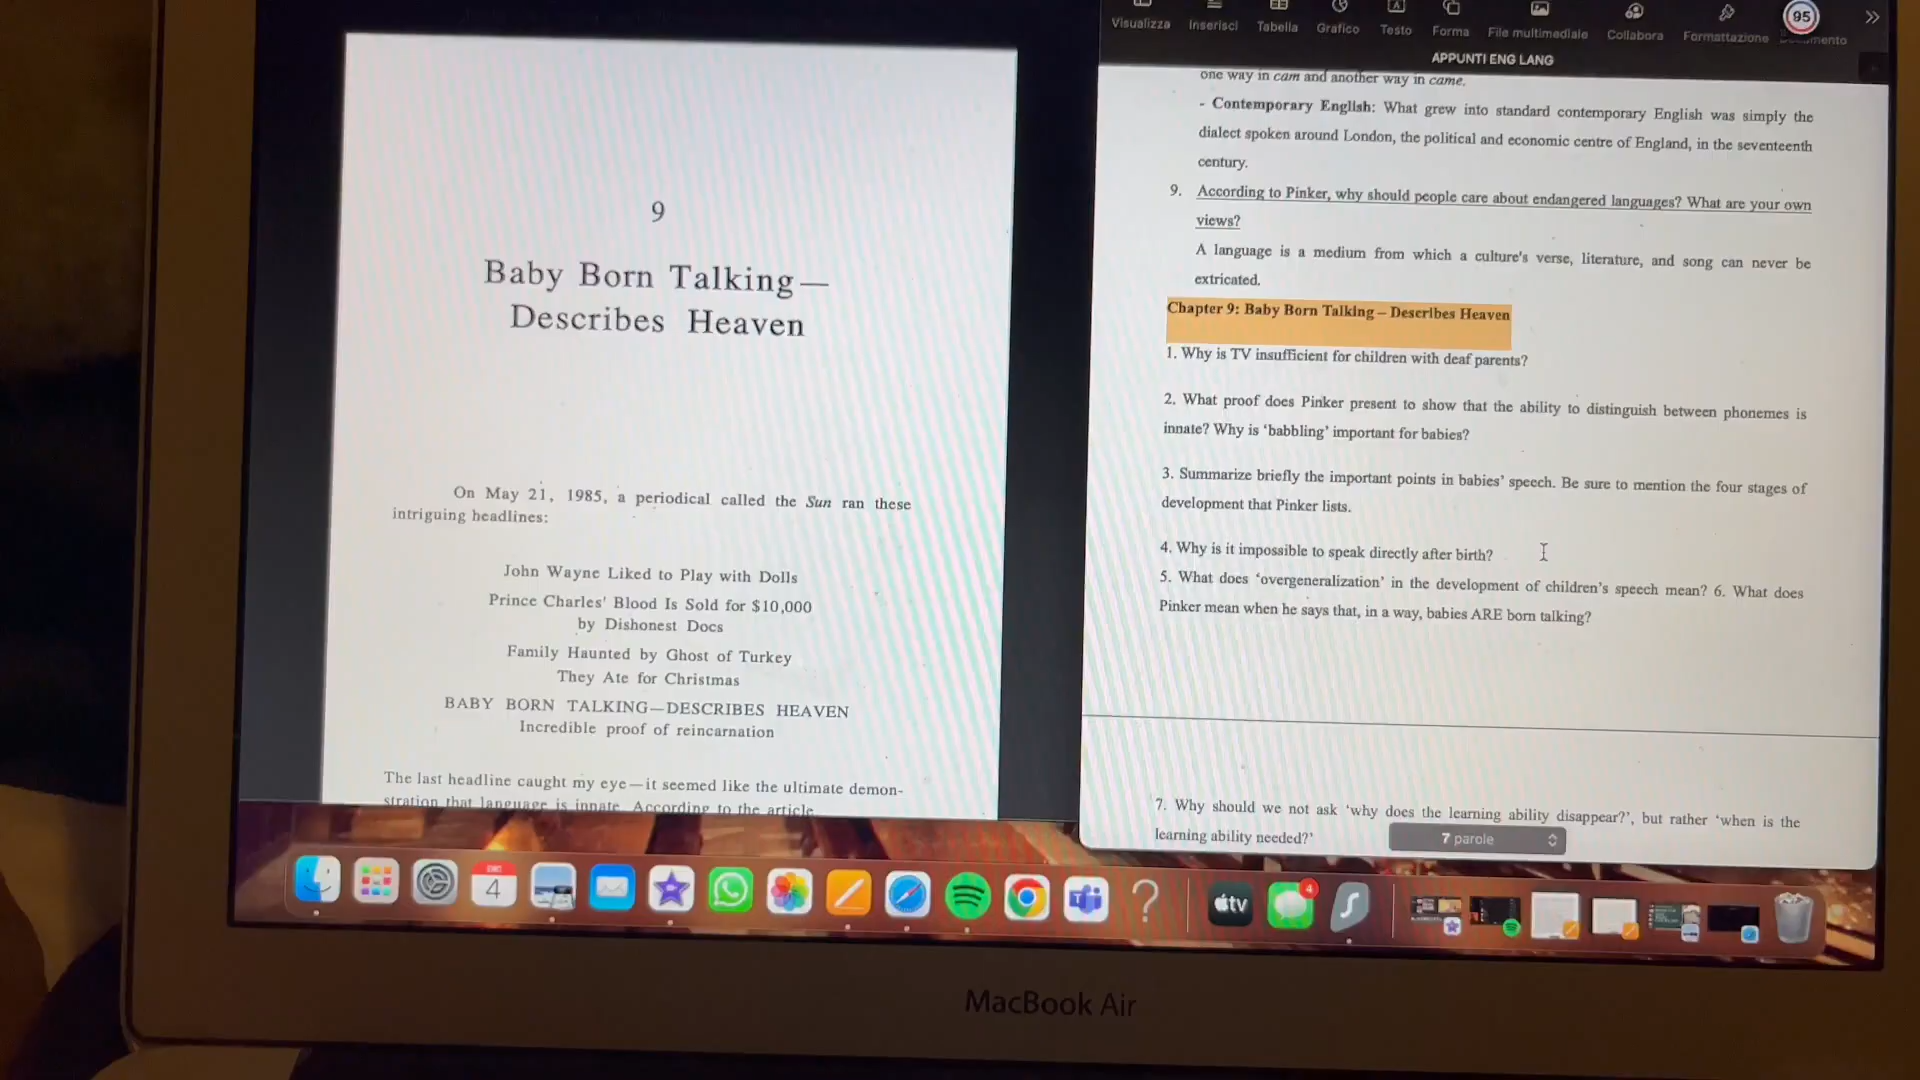 9
Baby Born Talking—
Describes Heaven
On May 21, 1985, a periodical called the Sun ran these
intriguing headlines:
John Wayne Liked to Play with Dolls
Prince Charles' Blood Is Sold for $10,000
by Dishonest Docs
Family Haunted by Ghost of Turkey
They Ate for Christmas
BABY BORN TALKING—DESCRIBES HEAVEN
Incredible proof of reincarnation
The last headline caught my eye—it seemed like the ultimate demon-
stration that language is innate. According to the article,
Visualizza Inserisci Tabella Grafico Testo Forma File multimediale Collabora Formattazione
95
APPUNTI ENG LANG
one way in cam and another way in came.
- Contemporary English: What grew into standard contemporary English was simply the
dialect spoken around London, the political and economic centre of England, in the seventeenth
century.
9. According to Pinker, why should people care about endangered languages? What are your own
views?
A language is a medium from which a culture's verse, literature, and song can never be
extricated.
Chapter 9: Baby Born Talking – Describes Heaven
1. Why is TV insufficient for children with deaf parents?
2. What proof does Pinker present to show that the ability to distinguish between phonemes is
innate? Why is ‘babbling’ important for babies?
3. Summarize briefly the important points in babies’ speech. Be sure to mention the four stages of
development that Pinker lists.
4. Why is it impossible to speak directly after birth?
5. What does ‘overgeneralization’ in the development of children’s speech mean? 6. What does
Pinker mean when he says that, in a way, babies ARE born talking?
7. Why should we not ask ‘why does the learning ability disappear?’, but rather ‘when is the
learning ability needed?’
7 parole
4
tv
4
MacBook Air